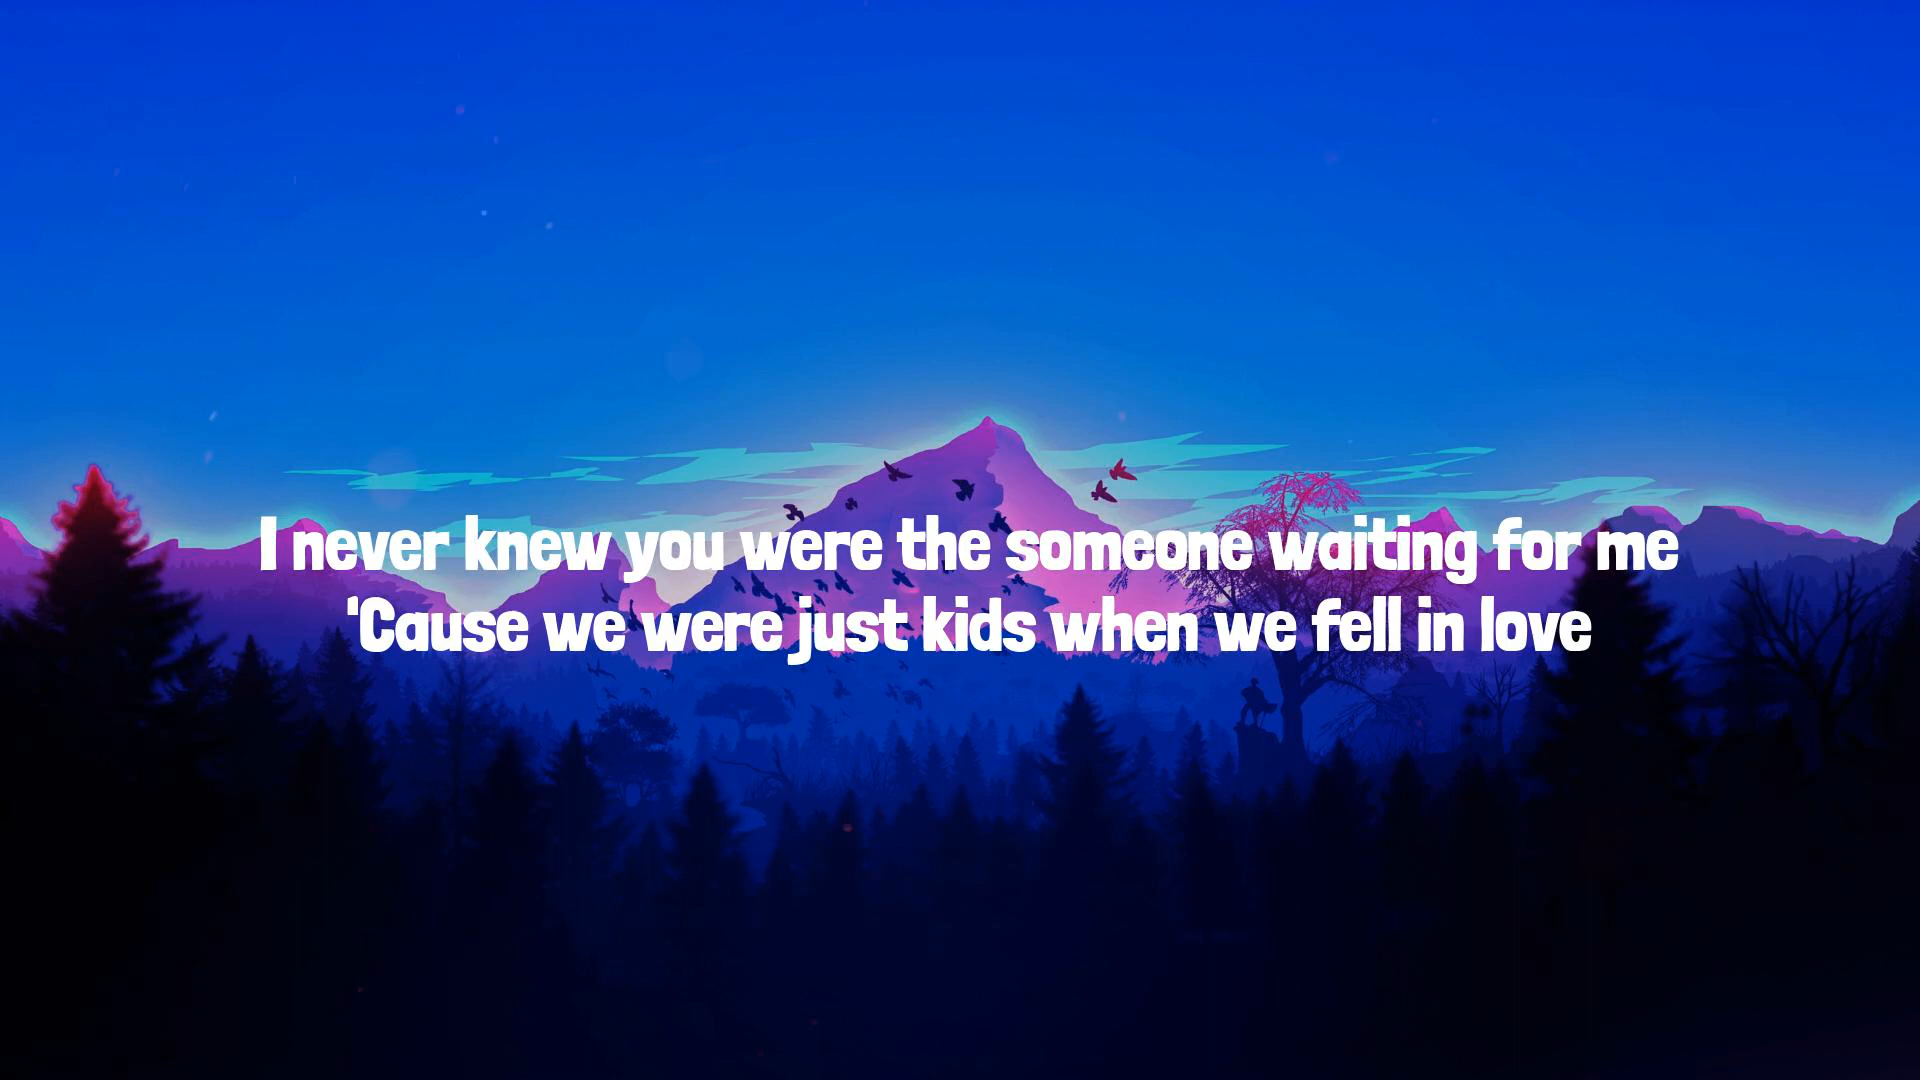 I never knew you were the someone waiting for me
'Cause we were just kids when we fell in love